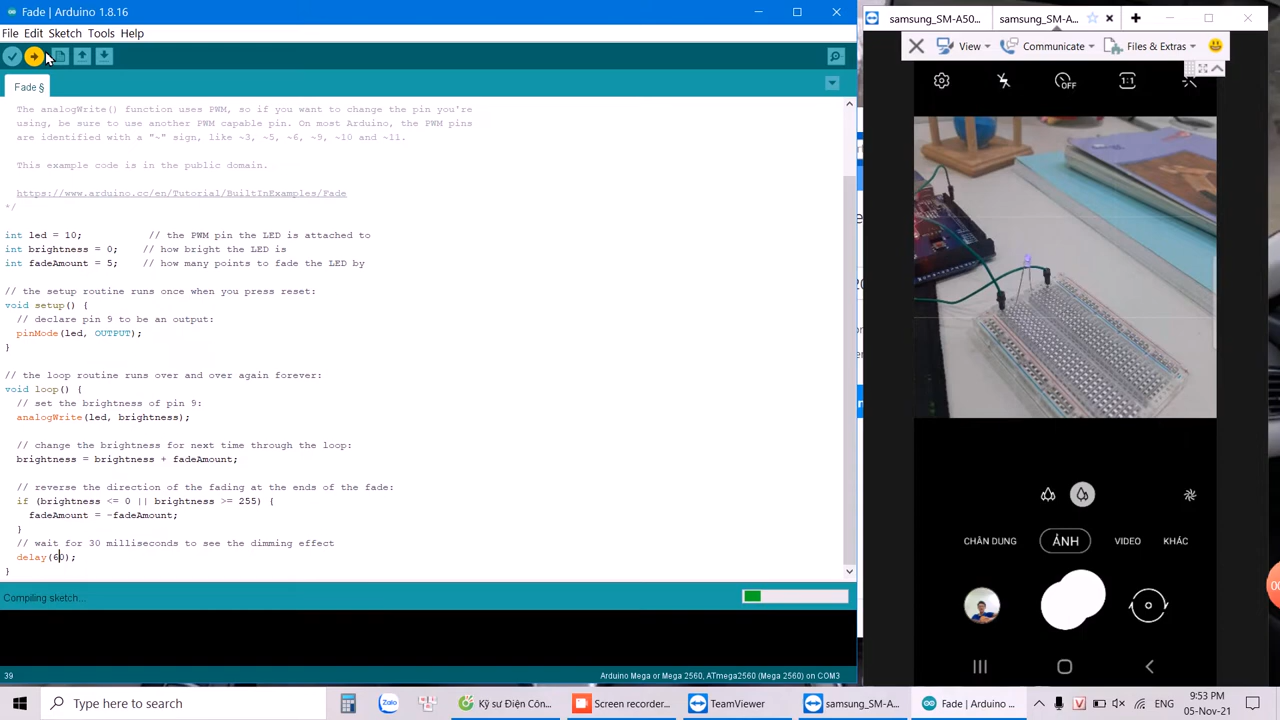 Fade | Arduino 1.8.16
samsung_SM-A50...
samsung_SM-A...
File Edit Sketch Tools Help
View
Communicate
Files & Extras
Fade §
OFF
1:1
The analogWrite() function uses PWM, so if you want to change the pin you're
using, be sure to use another PWM capable pin. On most Arduino, the PWM pins
are identified with a "~" sign, like ~3, ~5, ~6, ~9, ~10 and ~11.
This example code is in the public domain.
https://www.arduino.cc/en/Tutorial/BuiltInExamples/Fade
*/
int led = 10;           // the PWM pin the LED is attached to
int brightness = 0;    // how bright the LED is
int fadeAmount = 5;    // how many points to fade the LED by
// the setup routine runs once when you press reset:
void setup() {
// declare pin 9 to be an output:
pinMode(led, OUTPUT);
}
// the loop routine runs over and over again forever:
void loop() {
// set the brightness of pin 9:
analogWrite(led, brightness);
// change the brightness for next time through the loop:
brightness = brightness + fadeAmount;
// reverse the direction of the fading at the ends of the fade:
if (brightness <= 0 || brightness >= 255) {
fadeAmount = -fadeAmount;
}
// wait for 30 milliseconds to see the dimming effect
delay(60);
}
CHÂN DUNG
ẢNH
VIDEO
KHÁC
Compiling sketch...
39
Arduino Mega or Mega 2560, ATmega2560 (Mega 2560) on COM3
Type here to search
Zalo
Kỹ sư Điện Côn...
Screen recorder...
TeamViewer
samsung_SM-A...
Fade | Arduino ...
V
9:53 PM
05-Nov-21